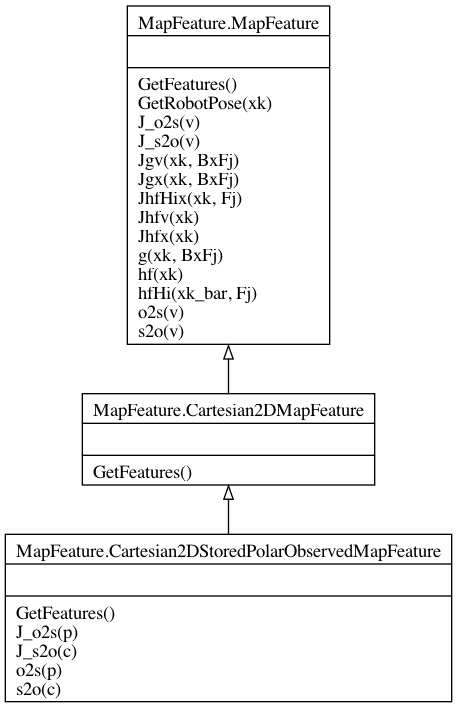 MapFeature.MapFeature
GetFeatures()
GetRobotPose(xk)
J_o2s(v)
J_s2o(v)
Jgv(xk, BxFj)
Jgx(xk, BxFj)
JhfHix(xk, Fj)
Jhfv(xk)
Jhfx(xk)
g(xk, BxFj)
hf(xk)
hfHi(xk_bar, Fj)
o2s(v)
s2o(v)
MapFeature.Cartesian2DMapFeature
GetFeatures()
MapFeature.Cartesian2DStoredPolarObservedMapFeature
GetFeatures()
J_o2s(p)
J_s2o(c)
o2s(p)
s2o(c)